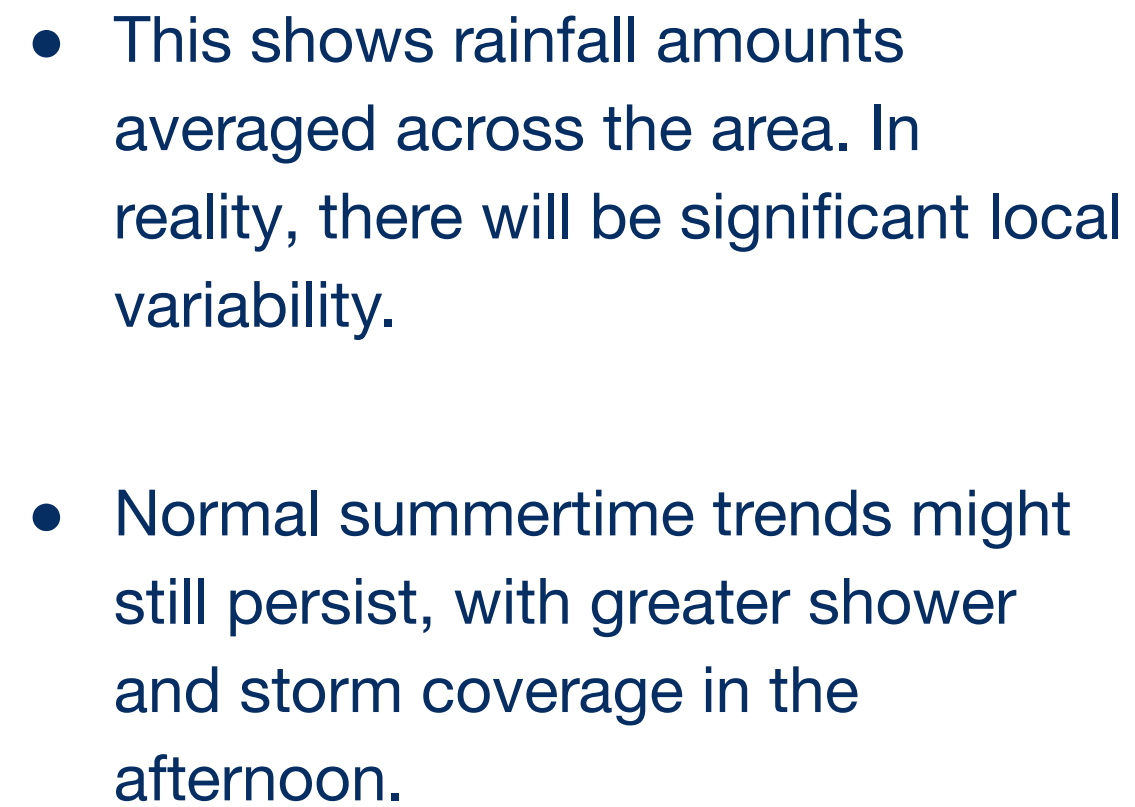 ● This shows rainfall amounts
averaged across the area. In
reality, there will be significant local
variability.
● Normal summertime trends might
still persist, with greater shower
and storm coverage in the
afternoon.